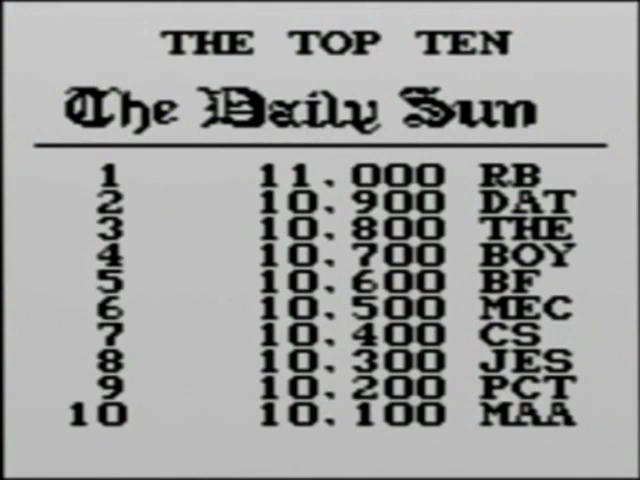 THE TOP TEN
The Daily Sun
1 11.000 RB
2 10.900 DAT
3 10.800 THE
4 10.700 BOY
5 10.600 BF
6 10.500 MEC
7 10.400 CS
8 10.300 JES
9 10.200 PCT
10 10.100 MAA